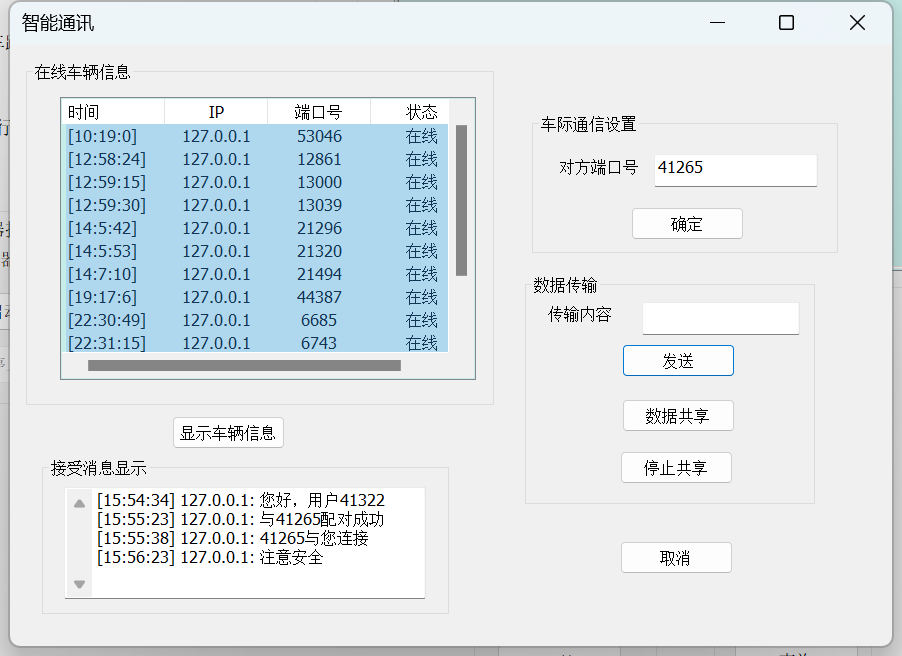 智能通讯
在线车辆信息
时间 IP 端口号 状态
[10:19:0] 127.0.0.1 53046 在线
[12:58:24] 127.0.0.1 12861 在线
[12:59:15] 127.0.0.1 13000 在线
[12:59:30] 127.0.0.1 13039 在线
[14:5:42] 127.0.0.1 21296 在线
[14:5:53] 127.0.0.1 21320 在线
[14:7:10] 127.0.0.1 21494 在线
[19:17:6] 127.0.0.1 44387 在线
[22:30:49] 127.0.0.1 6685 在线
[22:31:15] 127.0.0.1 6743 在线
显示车辆信息
接受消息显示
[15:54:34] 127.0.0.1: 您好，用户41322
[15:55:23] 127.0.0.1: 与41265配对成功
[15:55:38] 127.0.0.1: 41265与您连接
[15:56:23] 127.0.0.1: 注意安全
车际通信设置
对方端口号 41265
确定
数据传输
传输内容
发送
数据共享
停止共享
取消